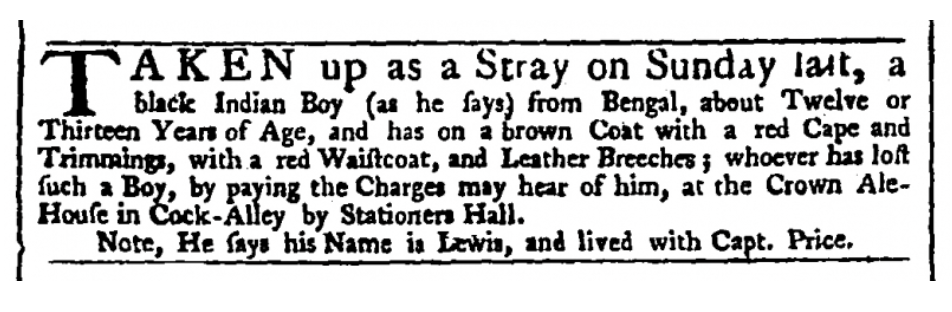 TAKEN up as a Stray on Sunday laſt, a
black Indian Boy (as he ſays) from Bengal, about Twelve or
Thirteen Years of Age, and has on a brown Coat with a red Cape and
Trimmings, with a red Waiſtcoat, and Leather Breeches; whoever has loſt
ſuch a Boy, by paying the Charges may hear of him, at the Crown Ale-
Houſe in Cock-Alley by Stationers Hall.
Note, He ſays his Name is Lewis, and lived with Capt. Price.